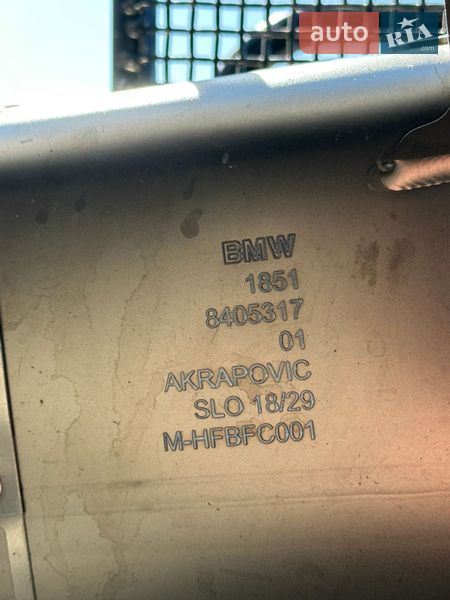 auto RIA
.com
BMW
1851
8405317
01
AKRAPOVIC
SLO 18/29
M-HFBFC001